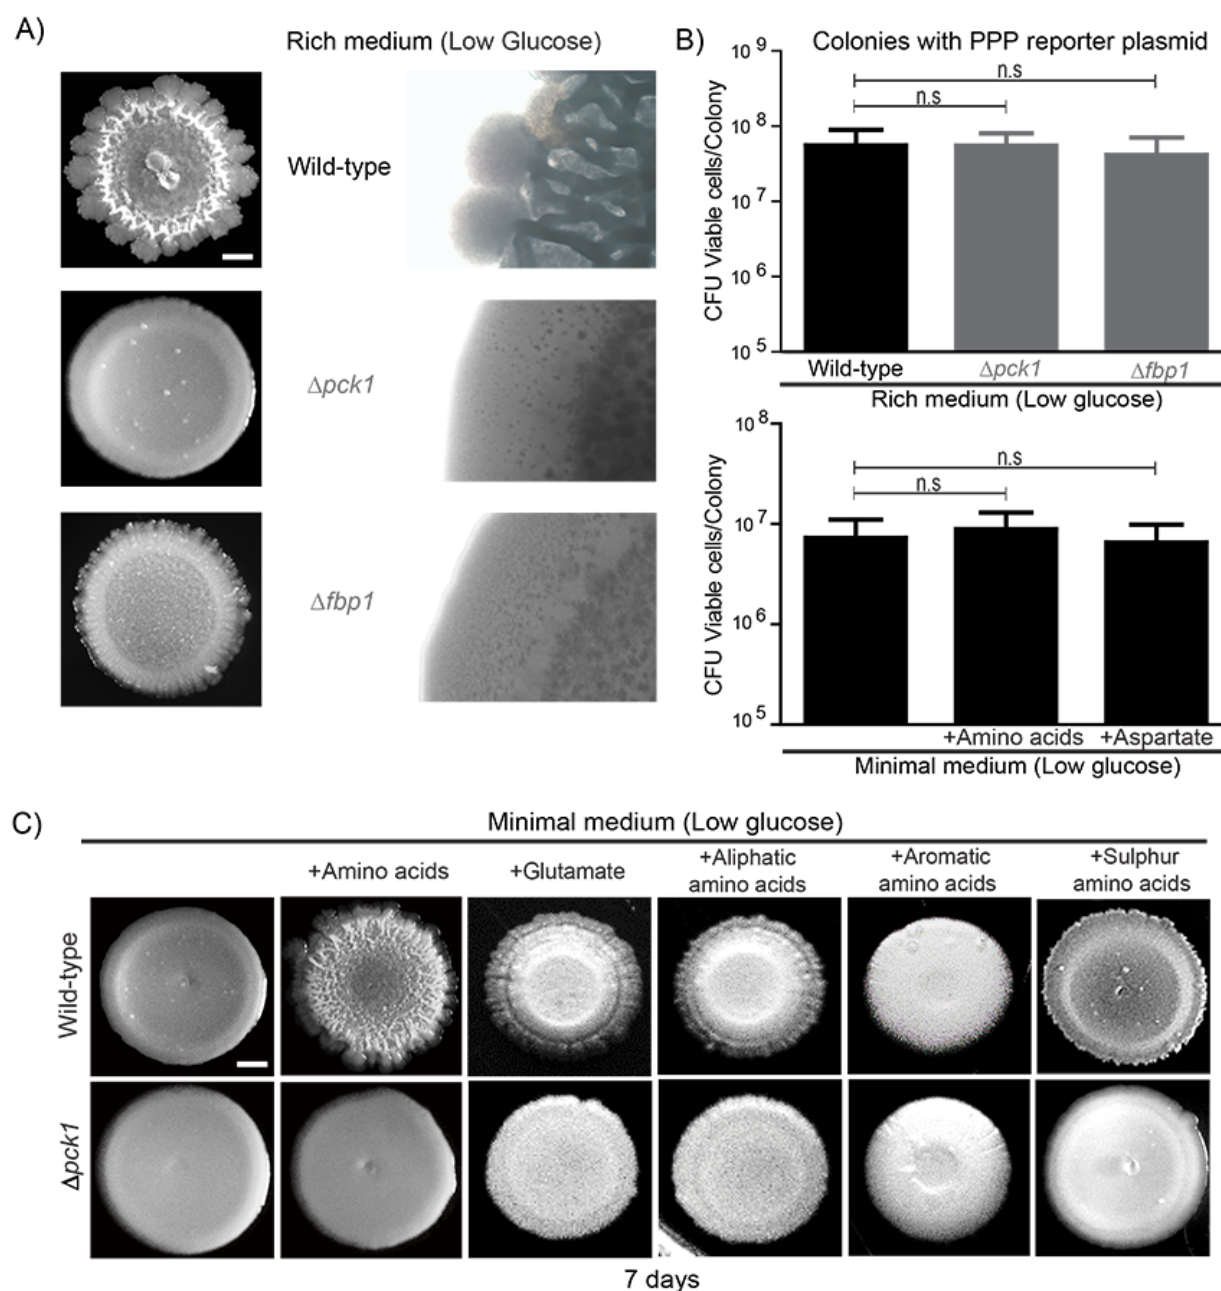 A)
Rich medium (Low Glucose)
Wild-type
Δpck1
Δfbp1
B)
Colonies with PPP reporter plasmid
CFU Viable cells/Colony
10^9
10^8
10^7
10^6
10^5
n.s
n.s
Wild-type Δpck1 Δfbp1
Rich medium (Low glucose)
CFU Viable cells/Colony
10^8
10^7
10^6
10^5
n.s
n.s
+Amino acids +Aspartate
Minimal medium (Low glucose)
C)
Minimal medium (Low glucose)
+Amino acids
+Glutamate
+Aliphatic
amino acids
+Aromatic
amino acids
+Sulphur
amino acids
Wild-type
Δpck1
7 days